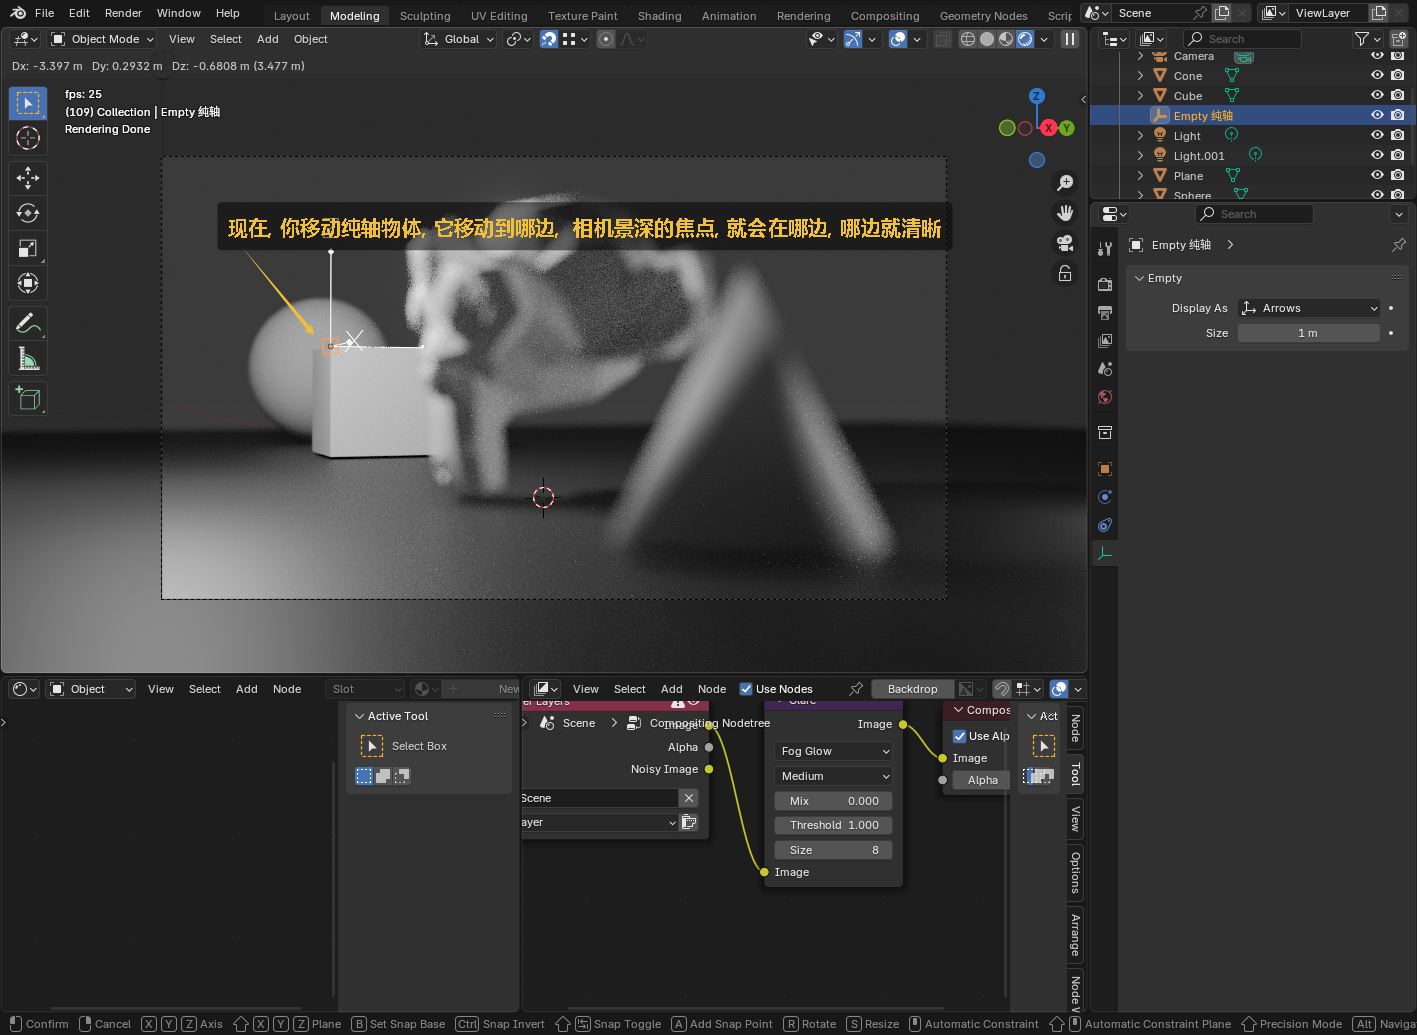 File Edit Render Window Help
Layout Modeling Sculpting UV Editing Texture Paint Shading Animation Rendering Compositing Geometry Nodes Scrip
Scene ViewLayer
Object Mode View Select Add Object Global
Search
Dx: -3.397 m Dy: 0.2932 m Dz: -0.6808 m (3.477 m)
fps: 25
(109) Collection | Empty 纯轴
Rendering Done
Z
X
Y
现在, 你移动纯轴物体, 它移动到哪边, 相机景深的焦点, 就会在哪边, 哪边就清晰
Camera
Cone
Cube
Empty 纯轴
Light
Light.001
Plane
Sphere
Search
Empty 纯轴
Empty
Display As Arrows
Size 1 m
Object View Select Add Node Slot New
Active Tool
Select Box
View Select Add Node Use Nodes Backdrop
er Layers
Scene Compositing Nodetree
Image
Alpha
Noisy Image
Scene
ayer
Glare
Image
Fog Glow
Medium
Mix 0.000
Threshold 1.000
Size 8
Image
Compos
Use Alp
Image
Alpha
Act
Node
Tool
View
Options
Arrange
Node W
Confirm Cancel X Y Z Axis X Y Z Plane B Set Snap Base Ctrl Snap Invert Snap Toggle A Add Snap Point R Rotate S Resize Automatic Constraint Automatic Constraint Plane Precision Mode Alt Naviga